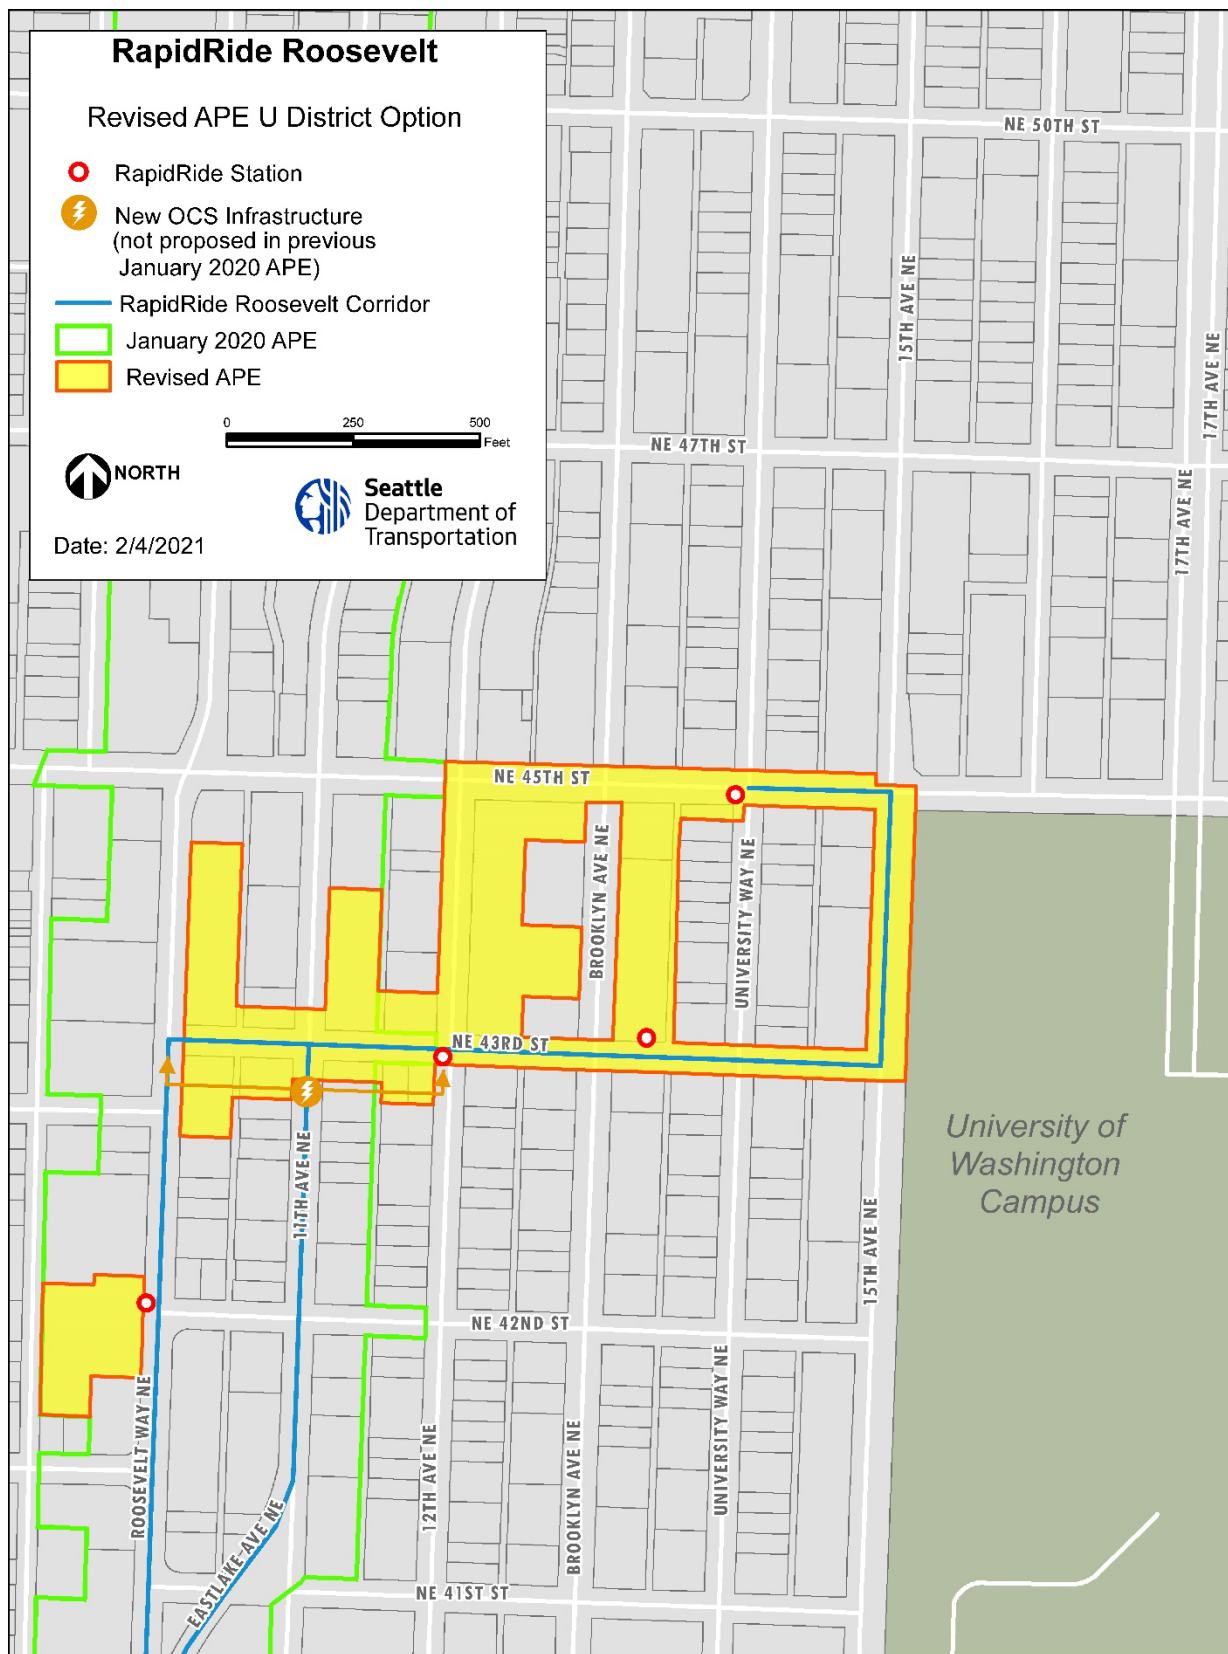 RapidRide Roosevelt
Revised APE U District Option
RapidRide Station
New OCS Infrastructure
(not proposed in previous
January 2020 APE)
RapidRide Roosevelt Corridor
January 2020 APE
Revised APE
0 250 500
Feet
NORTH
Seattle
Department of
Transportation
Date: 2/4/2021
NE 50TH ST
15TH AVE NE
17TH AVE NE
NE 47TH ST
17TH AVE NE
NE 45TH ST
BROOKLYN AVE NE
UNIVERSITY WAY NE
NE 43RD ST
11TH AVE NE
University of
Washington
Campus
15TH AVE NE
NE 42ND ST
ROOSEVELT WAY NE
12TH AVE NE
BROOKLYN AVE NE
UNIVERSITY WAY NE
EASTLAKE AVE NE
NE 41ST ST